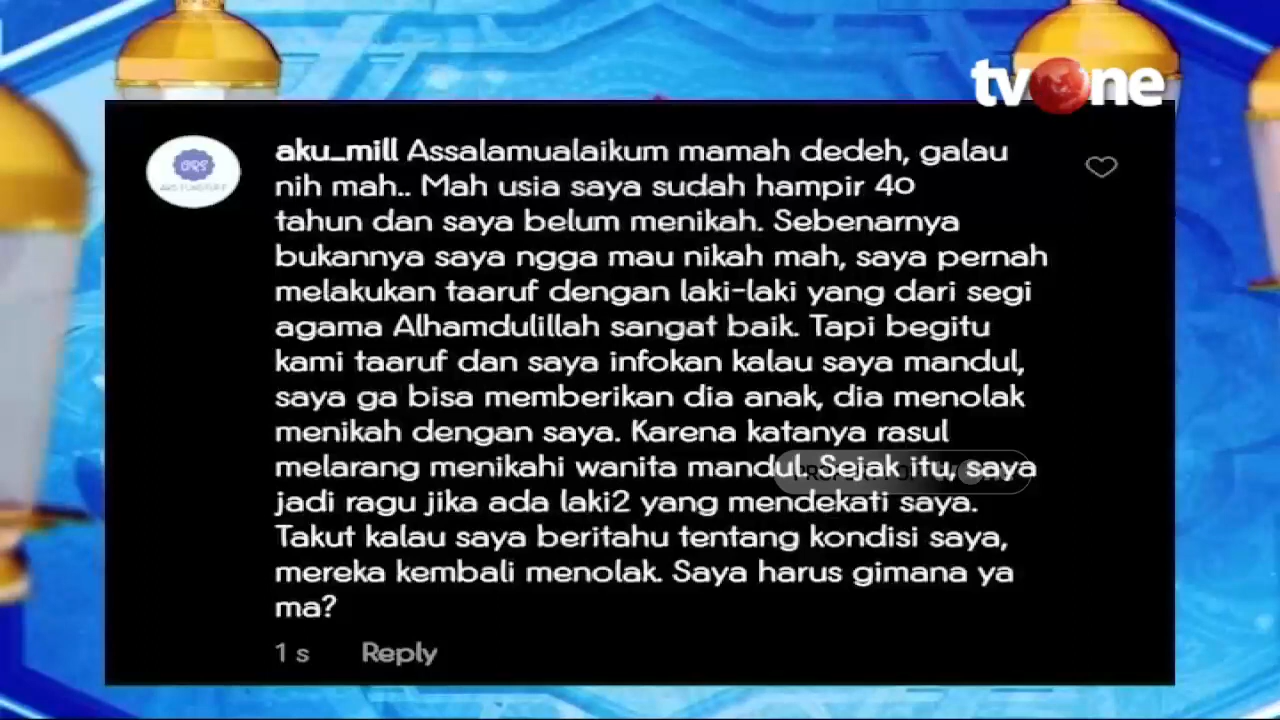 tvOne
aku_mill Assalamualaikum mamah dedeh, galau
nih mah.. Mah usia saya sudah hampir 40
tahun dan saya belum menikah. Sebenarnya
bukannya saya ngga mau nikah mah, saya pernah
melakukan taaruf dengan laki-laki yang dari segi
agama Alhamdulillah sangat baik. Tapi begitu
kami taaruf dan saya infokan kalau saya mandul,
saya ga bisa memberikan dia anak, dia menolak
menikah dengan saya. Karena katanya rasul
melarang menikahi wanita mandul. Sejak itu, saya
jadi ragu jika ada laki2 yang mendekati saya.
Takut kalau saya beritahu tentang kondisi saya,
mereka kembali menolak. Saya harus gimana ya
ma?
1 s Reply